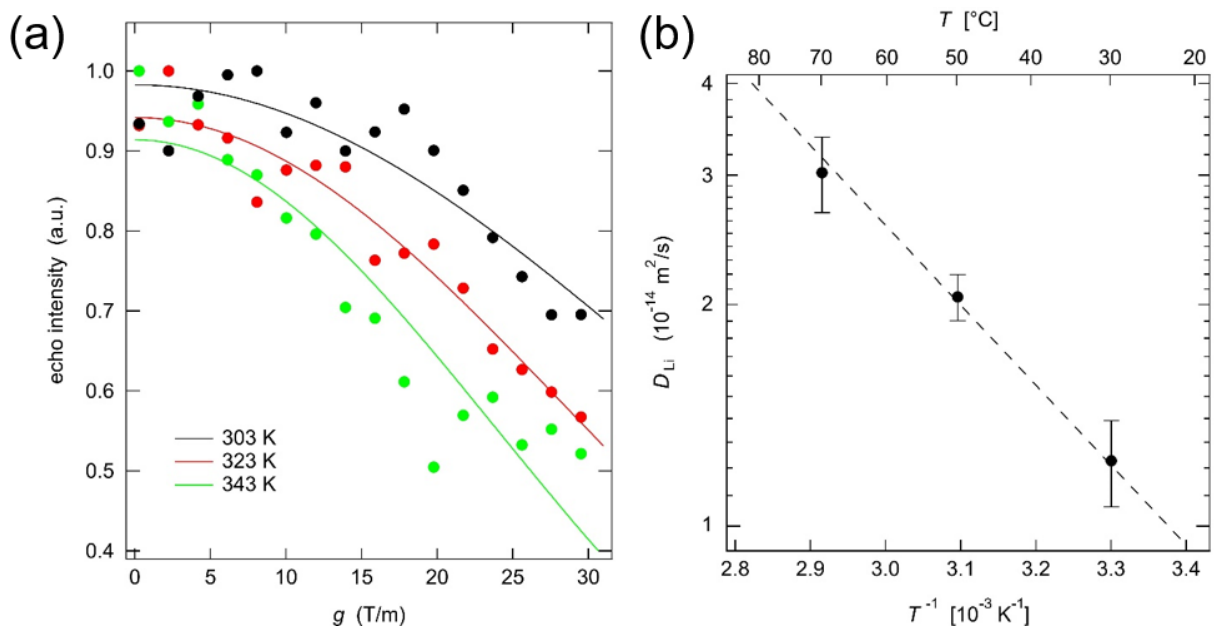 (a)
1.0
0.9
0.8
0.7
0.6
0.5
0.4
echo intensity (a.u.)
303 K
323 K
343 K
0 5 10 15 20 25 30
g (T/m)
(b)
T [°C]
80 70 60 50 40 30 20
4
3
2
1
D_Li (10⁻¹⁴ m²/s)
2.8 2.9 3.0 3.1 3.2 3.3 3.4
T⁻¹ [10⁻³ K⁻¹]